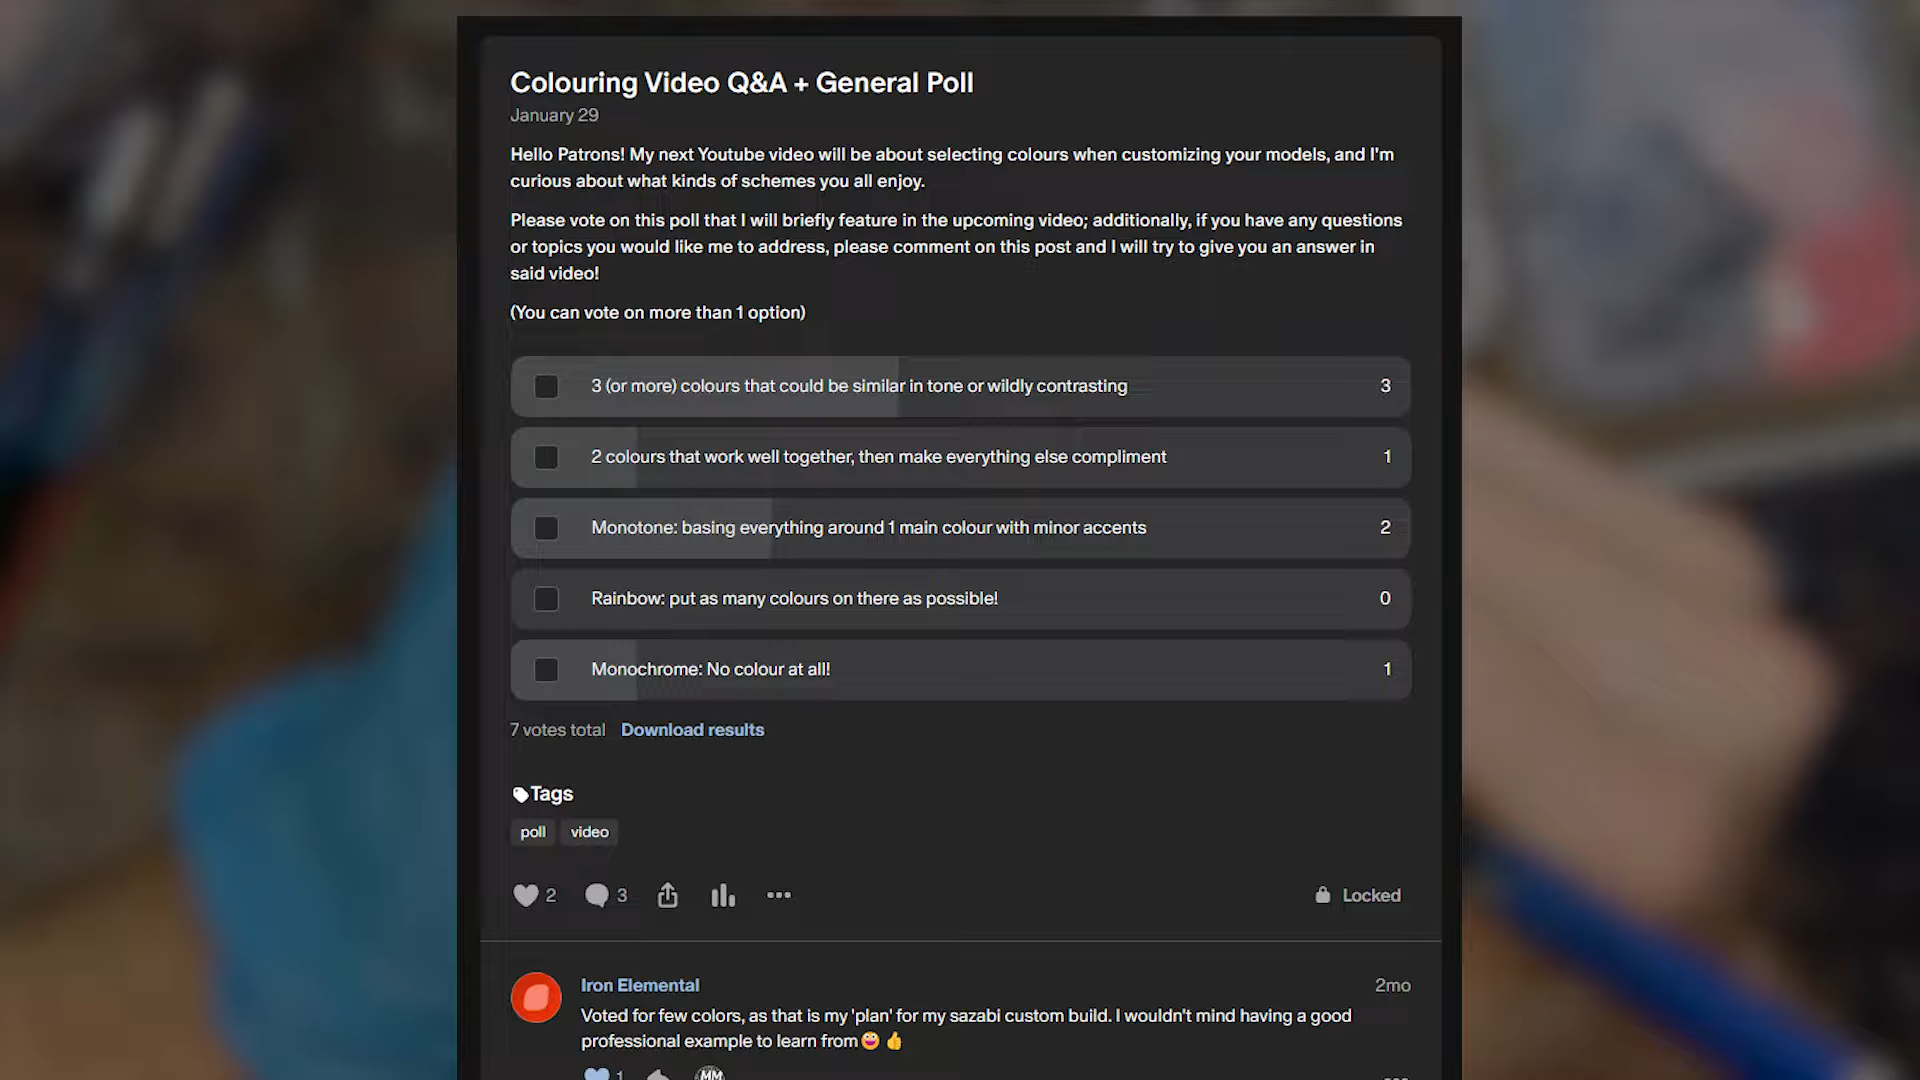 Colouring Video Q&A + General Poll
January 29
Hello Patrons! My next Youtube video will be about selecting colours when customizing your models, and I'm
curious about what kinds of schemes you all enjoy.
Please vote on this poll that I will briefly feature in the upcoming video; additionally, if you have any questions
or topics you would like me to address, please comment on this post and I will try to give you an answer in
said video!
(You can vote on more than 1 option)
3 (or more) colours that could be similar in tone or wildly contrasting 3
2 colours that work well together, then make everything else compliment 1
Monotone: basing everything around 1 main colour with minor accents 2
Rainbow: put as many colours on there as possible! 0
Monochrome: No colour at all! 1
7 votes total Download results
Tags
poll video
2 3 Locked
Iron Elemental 2mo
Voted for few colors, as that is my 'plan' for my sazabi custom build. I wouldn't mind having a good
professional example to learn from😀👍
1 MM